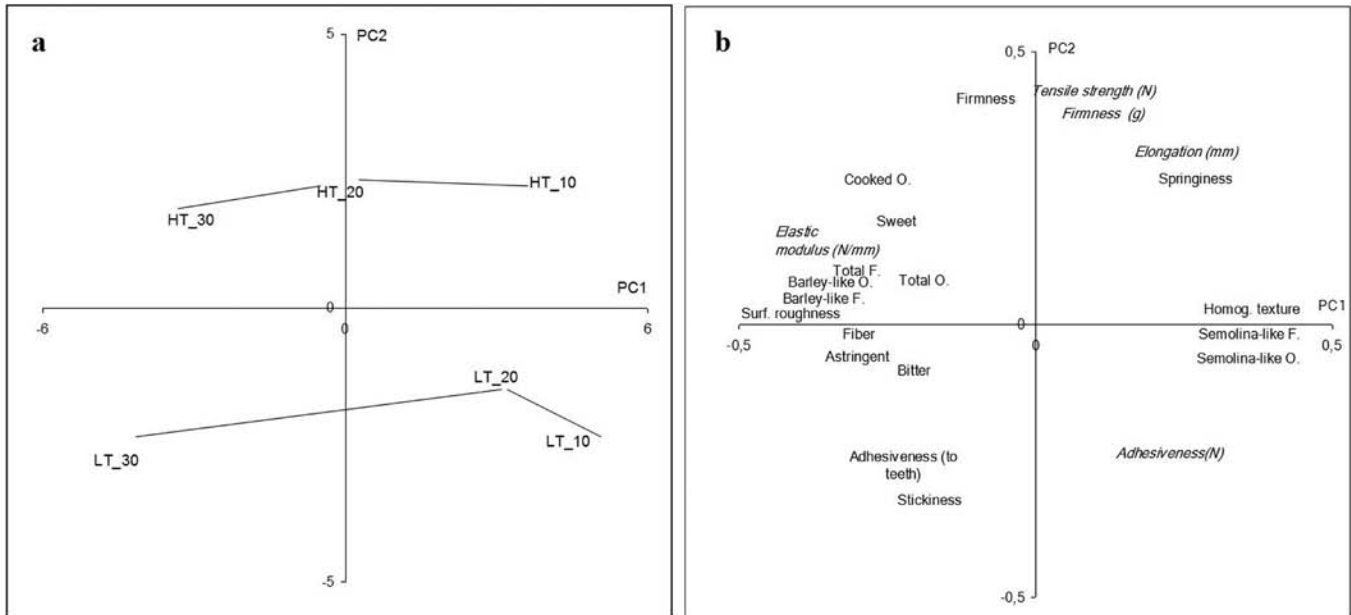 a
5
PC2
HT_20
HT_10
HT_30
PC1
0
-6
0
6
LT_20
LT_10
LT_30
-5
b
PC2
0,5
Firmness
Tensile strength (N)
Firmness (g)
Elongation (mm)
Cooked O.
Springiness
Sweet
Elastic
modulus (N/mm)
Total F.
Barley-like O.
Total O.
Barley-like F.
Surf. roughness
Homog. texture
PC1
0
Fiber
Semolina-like F.
-0,5
0
0,5
Astringent
Semolina-like O.
Bitter
Adhesiveness (to
teeth)
Adhesiveness(N)
Stickiness
-0,5